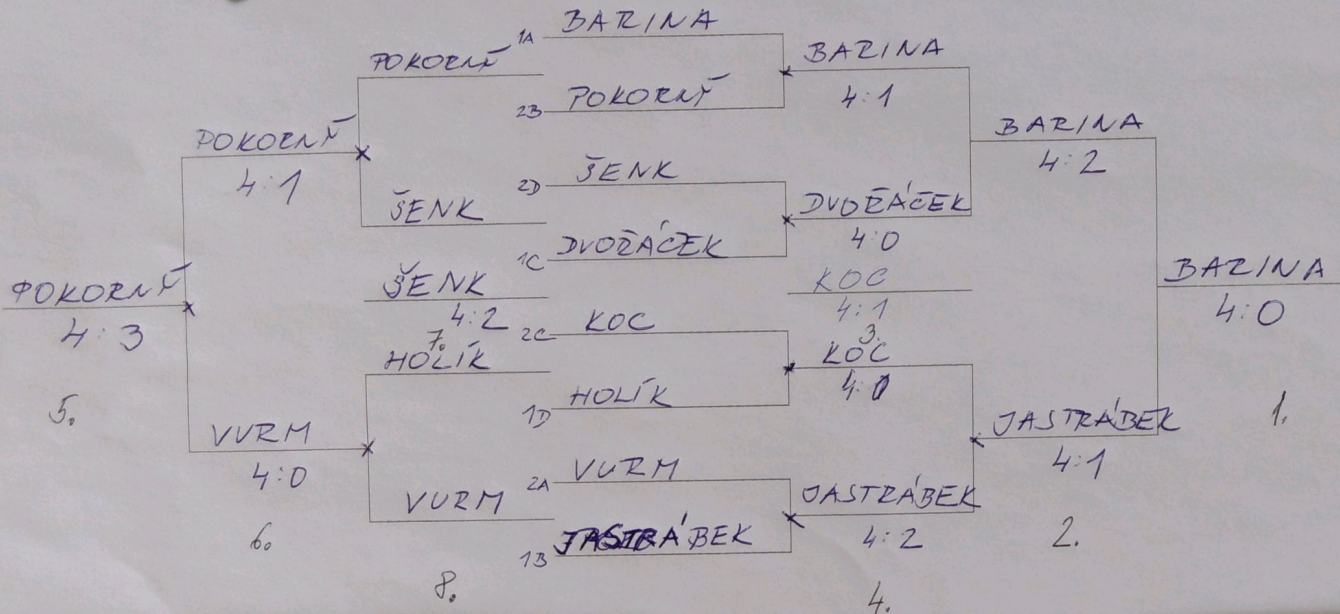 1A BARINA
POKORNÝ
BARINA
4:1
2B POKORNÝ
BARINA
4:2
POKORNÝ
4:1
2D ŠENK
DVOŘÁČEK
4:0
ŠENK
1C DVOŘÁČEK
BARINA
4:0
ŠENK
4:2
7.
KOC
4:1
3.
POKORNÝ
4:3
2C KOC
HOLÍK
KOC
4:0
1D HOLÍK
5.
1.
VURM
4:0
JASTRÁBEK
4:1
2A VURM
VURM
JASTRÁBEK
4:2
1B JASTRÁBEK
6.
2.
8.
4.